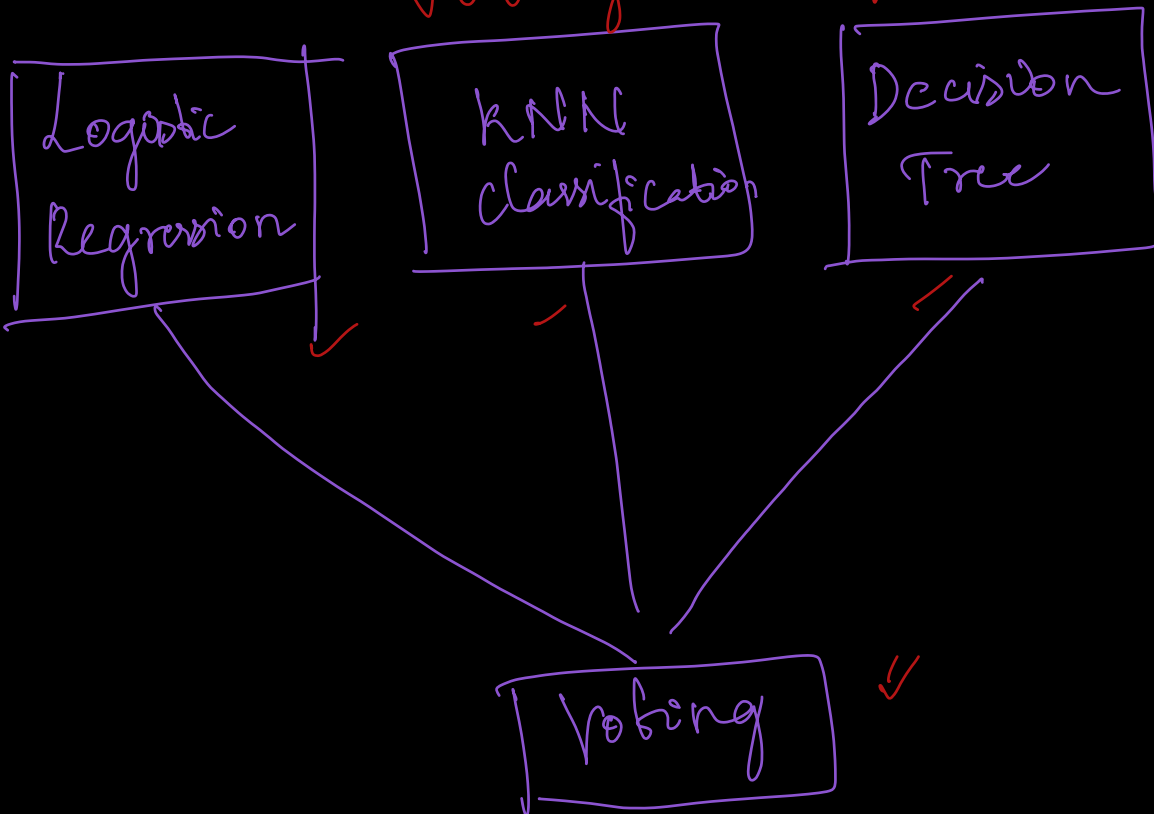 Logistic
Regression
KNN
Classification
Decision
Tree
Voting